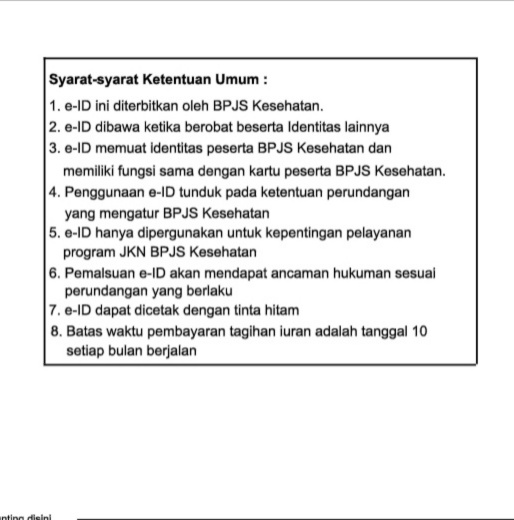 Syarat-syarat Ketentuan Umum :
1. e-ID ini diterbitkan oleh BPJS Kesehatan.
2. e-ID dibawa ketika berobat beserta Identitas lainnya
3. e-ID memuat identitas peserta BPJS Kesehatan dan
memiliki fungsi sama dengan kartu peserta BPJS Kesehatan.
4. Penggunaan e-ID tunduk pada ketentuan perundangan
yang mengatur BPJS Kesehatan
5. e-ID hanya dipergunakan untuk kepentingan pelayanan
program JKN BPJS Kesehatan
6. Pemalsuan e-ID akan mendapat ancaman hukuman sesuai
perundangan yang berlaku
7. e-ID dapat dicetak dengan tinta hitam
8. Batas waktu pembayaran tagihan iuran adalah tanggal 10
setiap bulan berjalan
disini